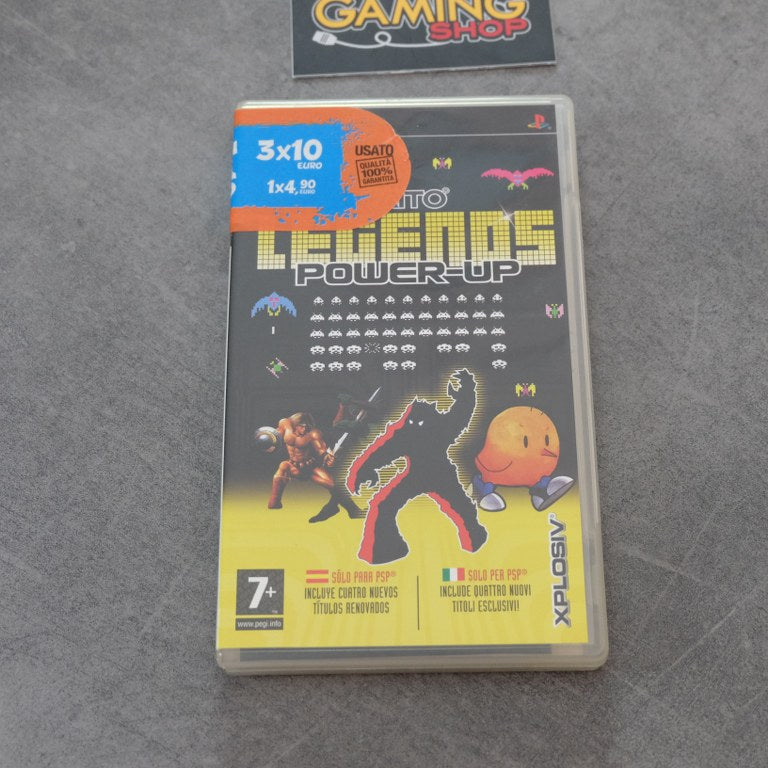 GAMING
SHOP
3x10
EURO
1x4,90
EURO
USATO
QUALITÀ
100%
GARANTITA
ITO®
LEGENDS
POWER-UP
SÓLO PARA PSP®
INCLUYE CUATRO NUEVOS
TÍTULOS RENOVADOS
SOLO PER PSP®
INCLUDE QUATTRO NUOVI
TITOLI ESCLUSIVI!
7+
www.pegi.info
XPLOSIV®